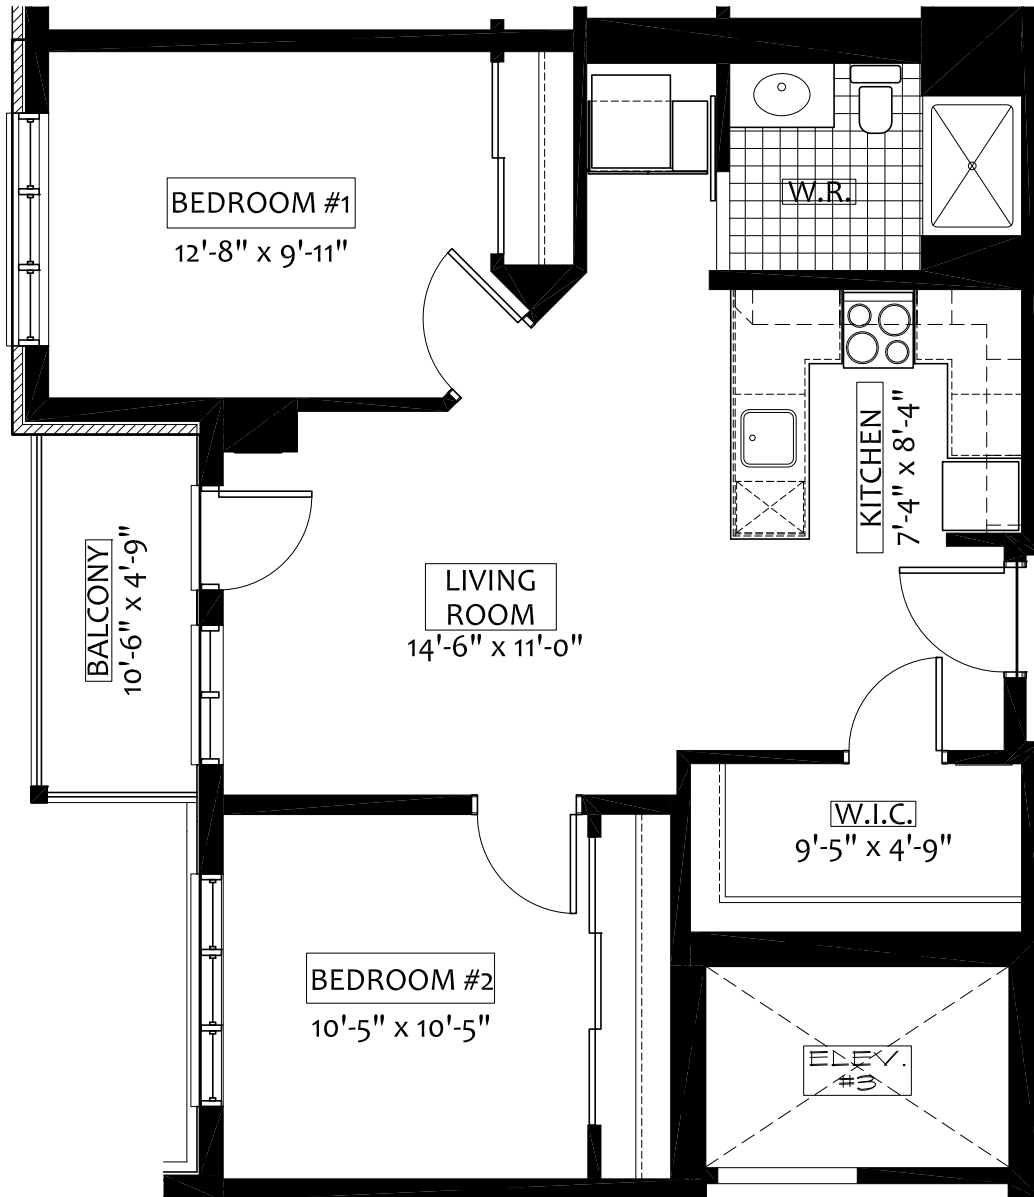 W.R.
BEDROOM #1
12'-8" x 9'-11"
KITCHEN
7'-4" x 8'-4"
BALCONY
10'-6" x 4'-9"
LIVING
ROOM
14'-6" x 11'-0"
W.I.C.
9'-5" x 4'-9"
BEDROOM #2
10'-5" x 10'-5"
ELEV.
#3